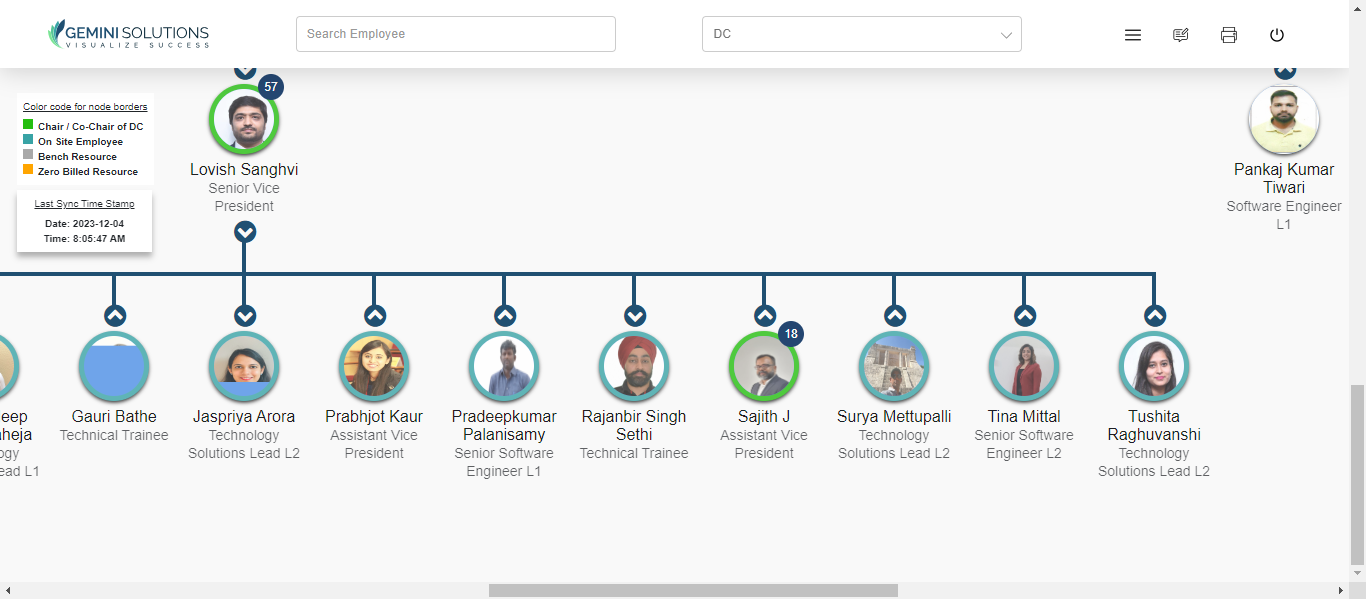 GEMINI SOLUTIONS
VISUALIZE SUCCESS
Search Employee
DC
Color code for node borders
Chair / Co-Chair of DC
On Site Employee
Bench Resource
Zero Billed Resource
Last Sync Time Stamp
Date: 2023-12-04
Time: 8:05:47 AM
57
Lovish Sanghvi
Senior Vice
President
Pankaj Kumar
Tiwari
Software Engineer
L1
eep
heja
ogy
ead L1
Gauri Bathe
Technical Trainee
Jaspriya Arora
Technology
Solutions Lead L2
Prabhjot Kaur
Assistant Vice
President
Pradeepkumar
Palanisamy
Senior Software
Engineer L1
Rajanbir Singh
Sethi
Technical Trainee
18
Sajith J
Assistant Vice
President
Surya Mettupalli
Technology
Solutions Lead L2
Tina Mittal
Senior Software
Engineer L2
Tushita
Raghuvanshi
Technology
Solutions Lead L2